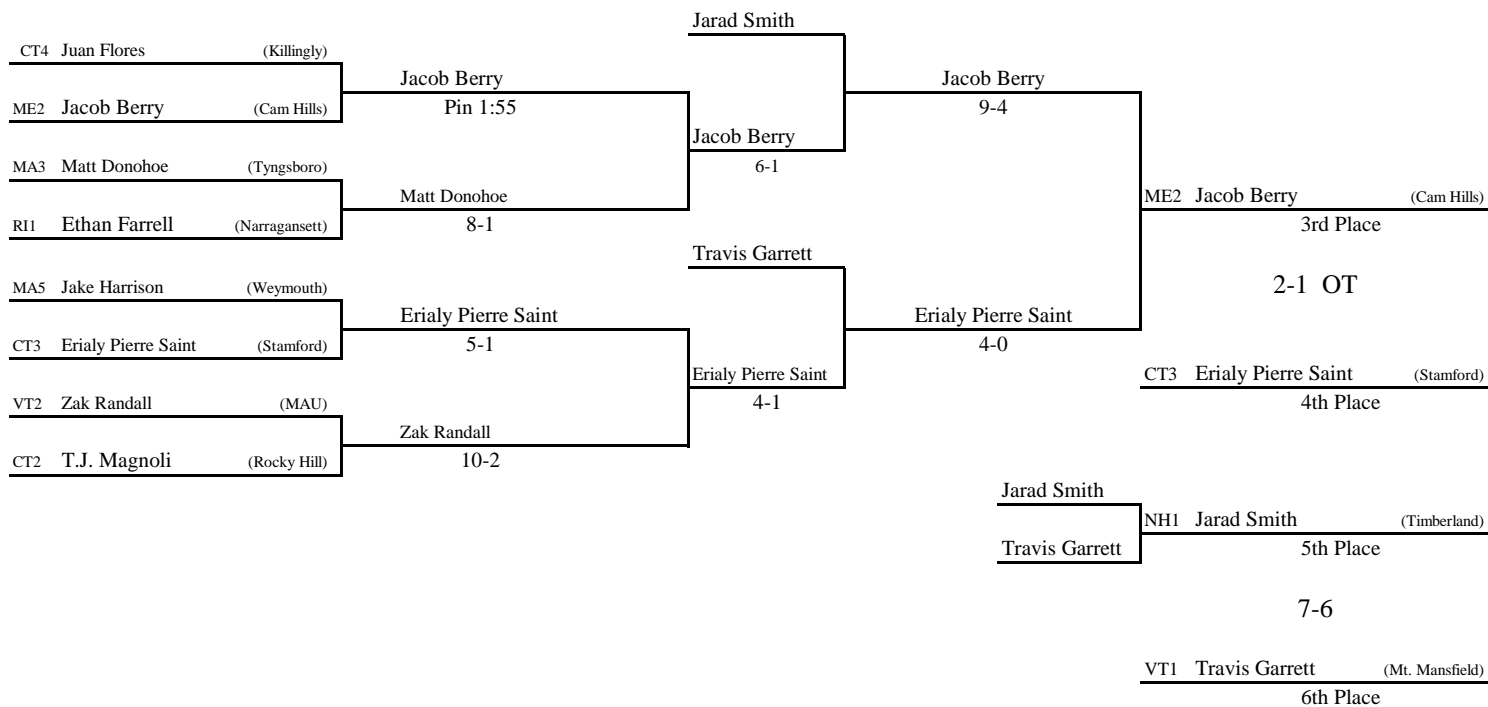 Jarad Smith
CT4 Juan Flores (Killingly)
Jacob Berry Jacob Berry
ME2 Jacob Berry (Cam Hills) Pin 1:55 9-4
Jacob Berry
MA3 Matt Donohoe (Tyngsboro) 6-1
Matt Donohoe ME2 Jacob Berry (Cam Hills)
RI1 Ethan Farrell (Narragansett) 8-1 3rd Place
Travis Garrett
MA5 Jake Harrison (Weymouth) 2-1 OT
Erialy Pierre Saint Erialy Pierre Saint
CT3 Erialy Pierre Saint (Stamford) 5-1 4-0
Erialy Pierre Saint CT3 Erialy Pierre Saint (Stamford)
VT2 Zak Randall (MAU) 4-1 4th Place
Zak Randall
CT2 T.J. Magnoli (Rocky Hill) 10-2
Jarad Smith
NH1 Jarad Smith (Timberland)
Travis Garrett 5th Place
7-6
VT1 Travis Garrett (Mt. Mansfield)
6th Place